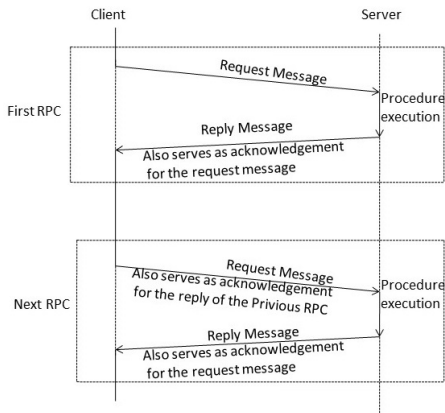 Client
Server
Request Message
First RPC
Procedure
execution
Reply Message
Also serves as acknowledgement
for the request message
Request Message
Also serves as acknowledgement
for the reply of the Privious RPC
Next RPC
Procedure
execution
Reply Message
Also serves as acknowledgement
for the request message